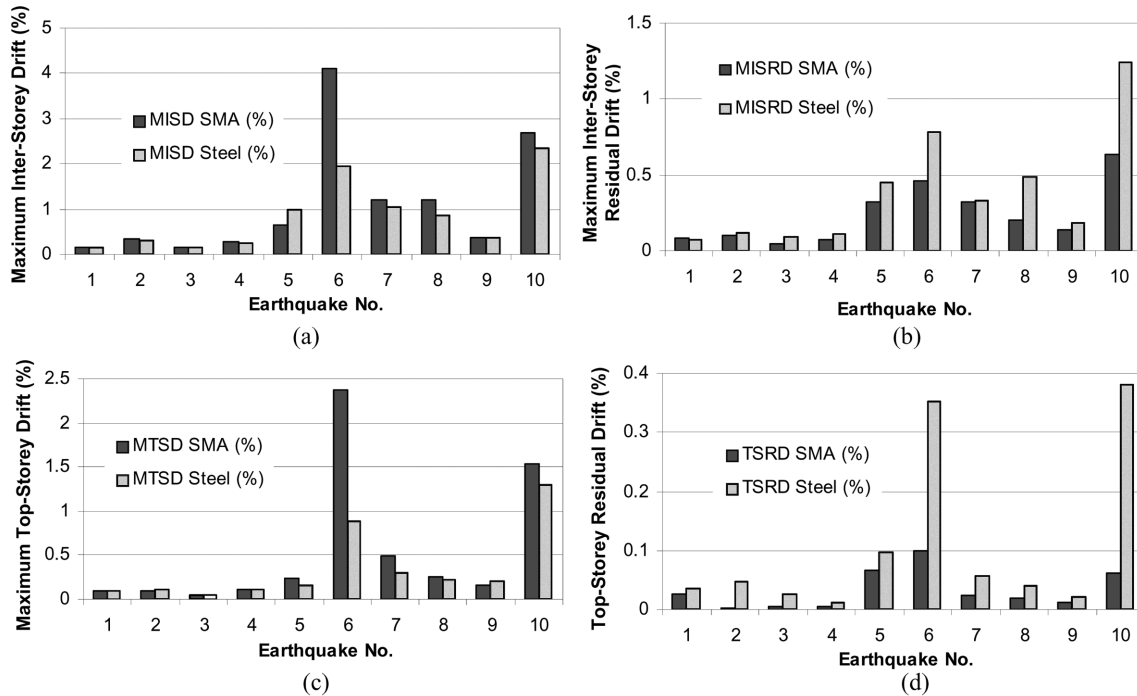 Maximum Inter-Storey Drift (%)
5
4
3
2
1
0
MISD SMA (%)
MISD Steel (%)
1 2 3 4 5 6 7 8 9 10
Earthquake No.
(a)
Maximum Inter-Storey
Residual Drift (%)
1.5
1
0.5
0
MISRD SMA (%)
MISRD Steel (%)
1 2 3 4 5 6 7 8 9 10
Earthquake No.
(b)
Maximum Top-Storey Drift (%)
2.5
2
1.5
1
0.5
0
MTSD SMA (%)
MTSD Steel (%)
1 2 3 4 5 6 7 8 9 10
Earthquake No.
(c)
Top-Storey Residual Drift (%)
0.4
0.3
0.2
0.1
0
TSRD SMA (%)
TSRD Steel (%)
1 2 3 4 5 6 7 8 9 10
Earthquake No.
(d)